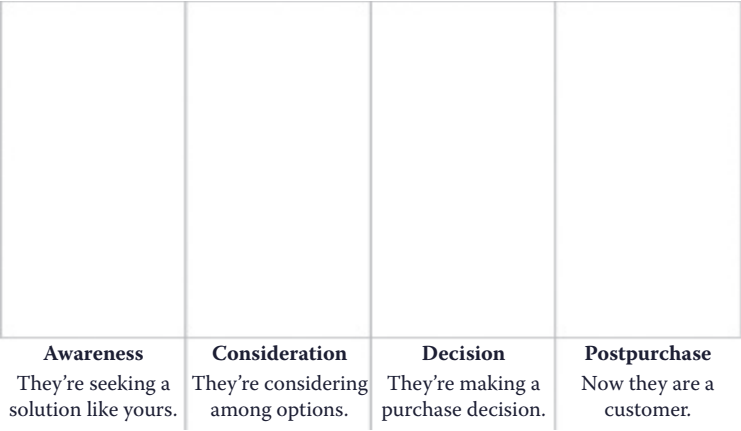 Awareness
They’re seeking a
solution like yours.
Consideration
They’re considering
among options.
Decision
They’re making a
purchase decision.
Postpurchase
Now they are a
customer.